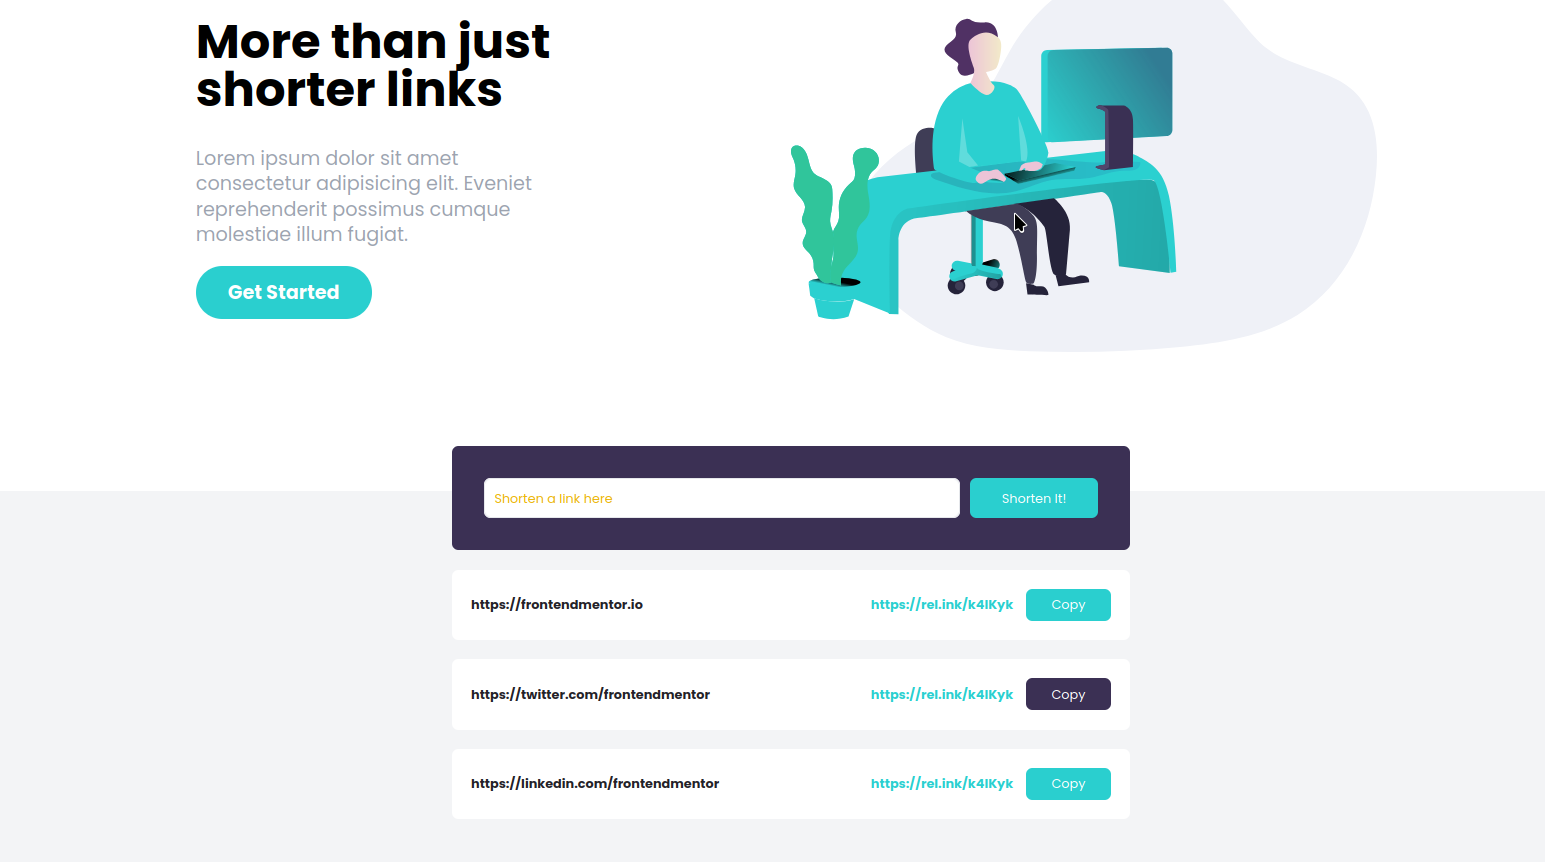 More than just
shorter links
Lorem ipsum dolor sit amet
consectetur adipisicing elit. Eveniet
reprehenderit possimus cumque
molestiae illum fugiat.
Get Started
Shorten a link here
Shorten It!
https://frontendmentor.io
https://rel.ink/k4lKyk
Copy
https://twitter.com/frontendmentor
https://rel.ink/k4lKyk
Copy
https://linkedin.com/frontendmentor
https://rel.ink/k4lKyk
Copy